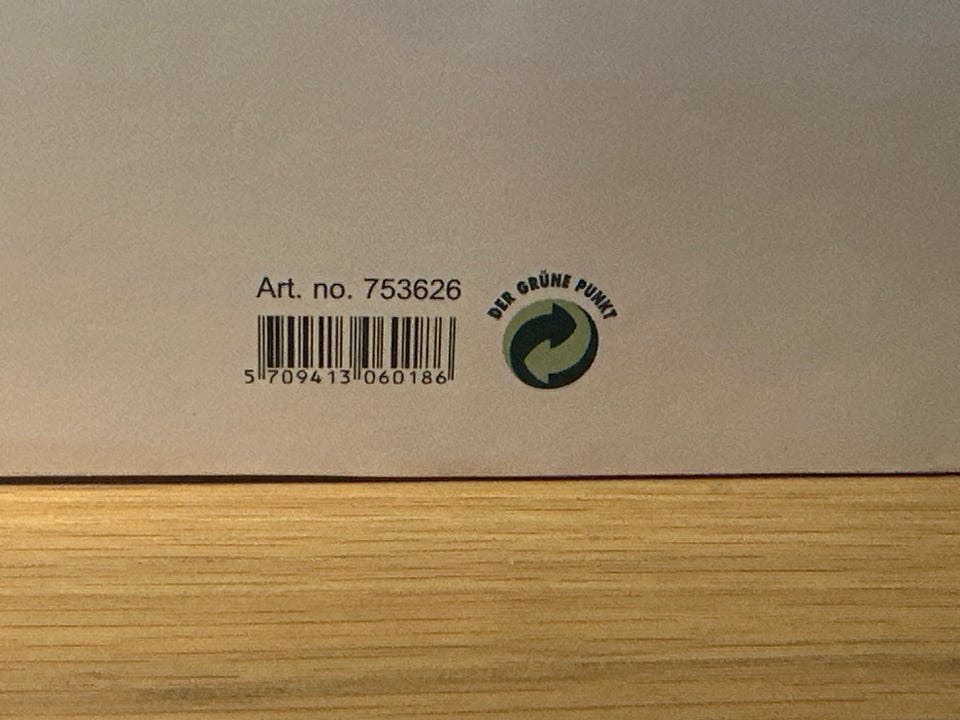 Art. no. 753626
5 709413 060186
DER GRÜNE PUNKT